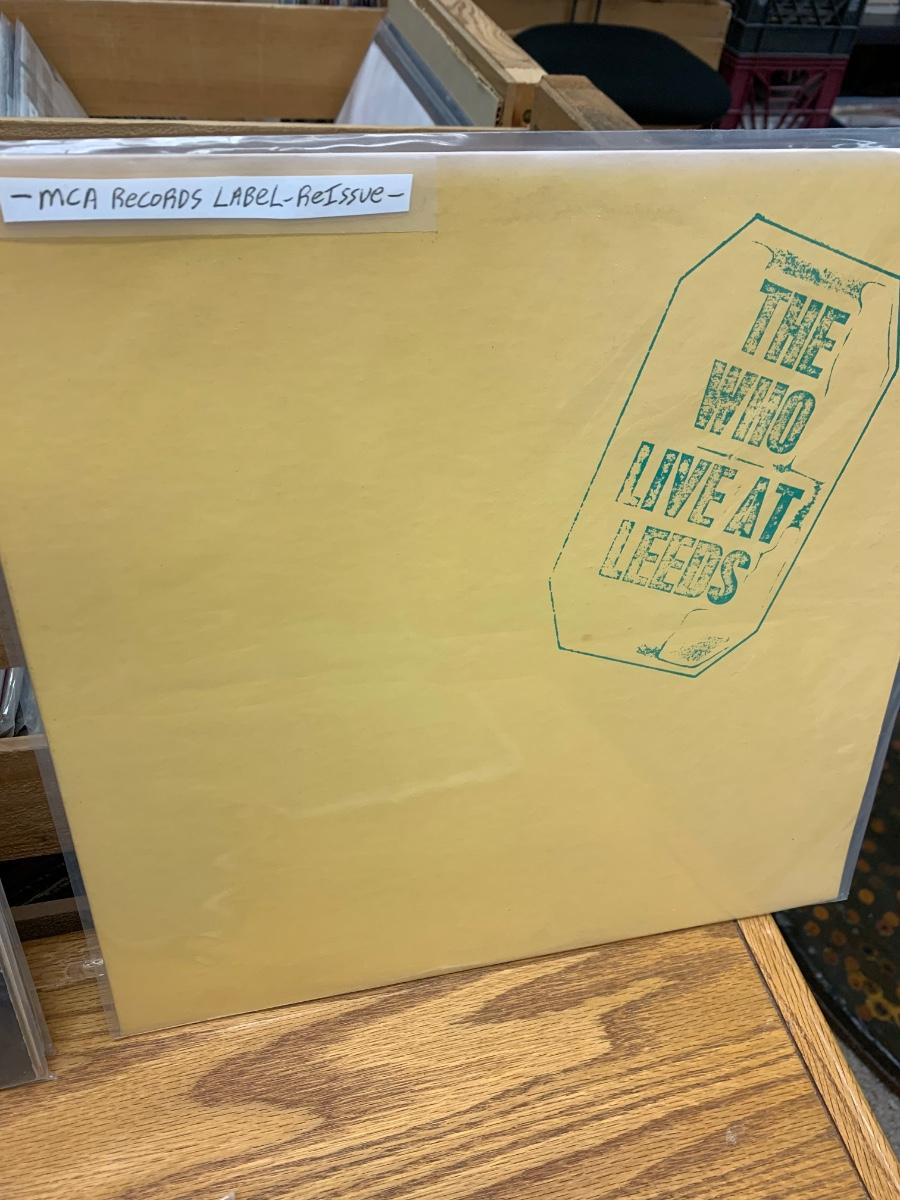 -MCA RECORDS LABEL-ReISSue-
THE
WHO
LIVE AT
LEEDS